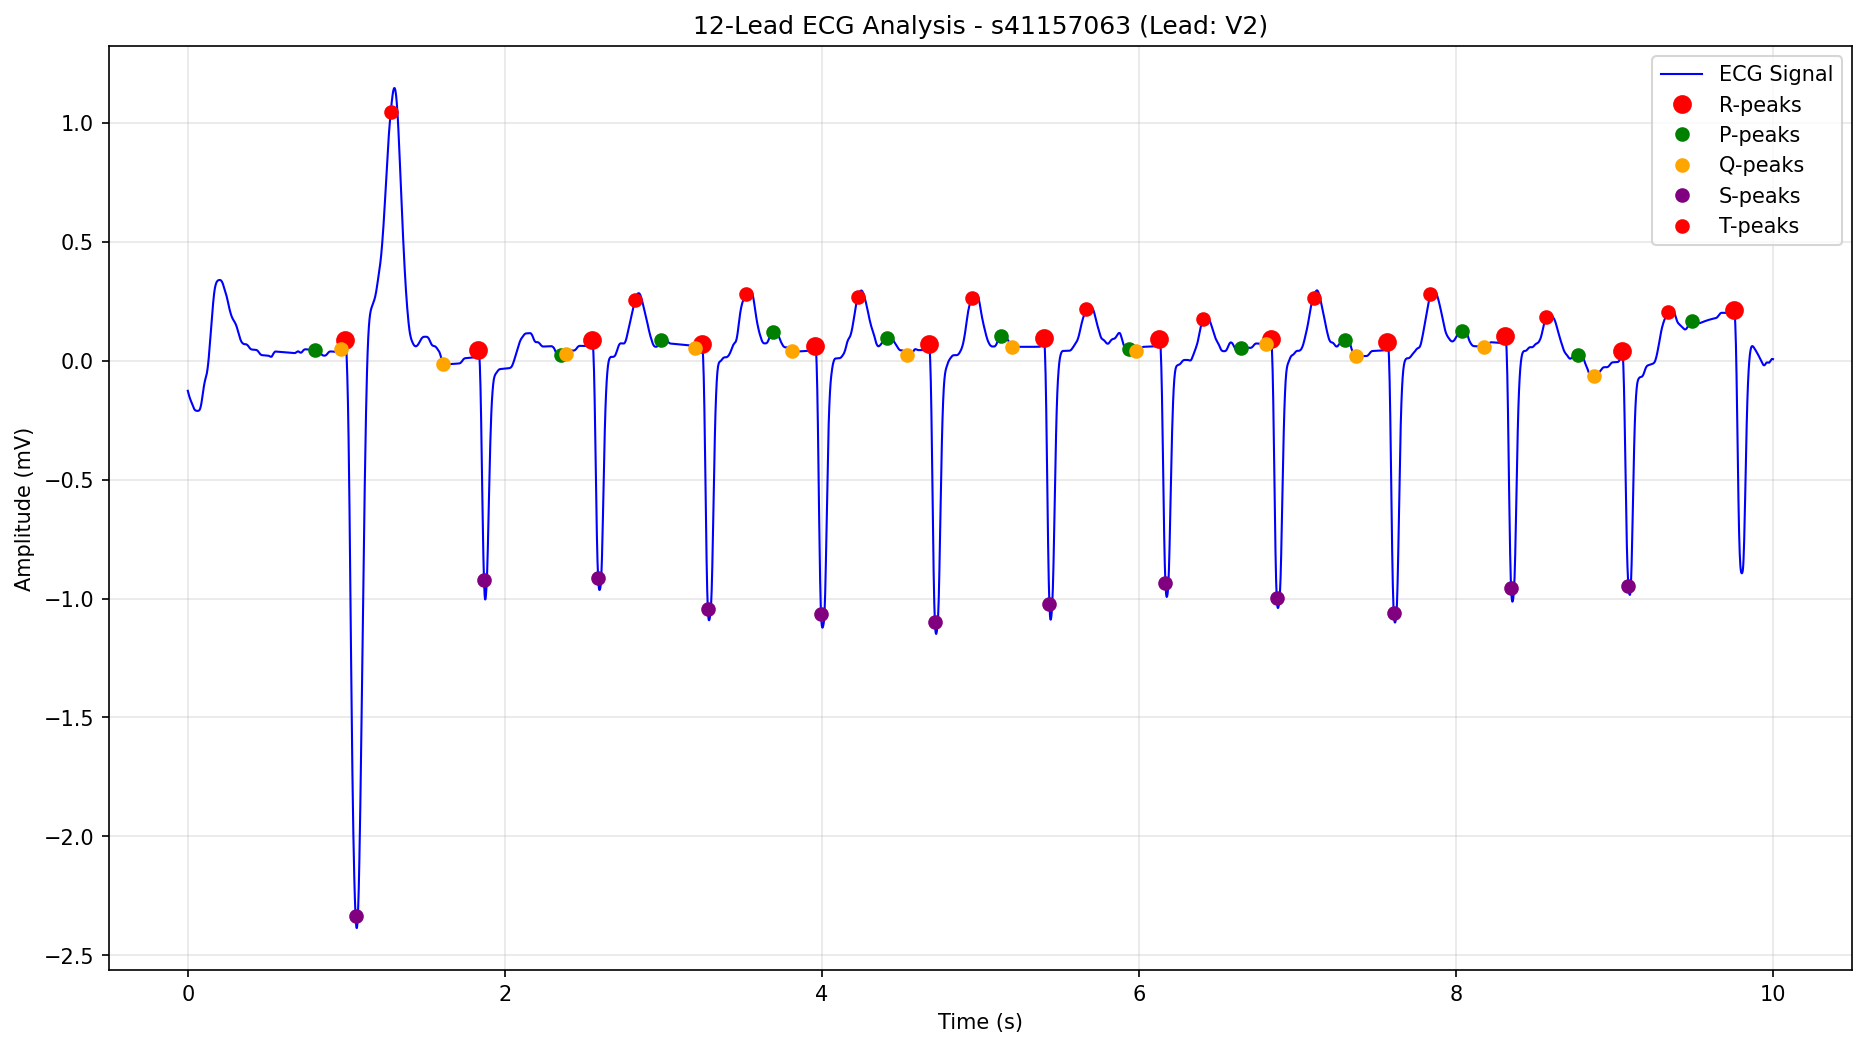 12-Lead ECG Analysis - s41157063 (Lead: V2)
ECG Signal
R-peaks
P-peaks
Q-peaks
S-peaks
T-peaks
1.0
0.5
0.0
−0.5
−1.0
−1.5
−2.0
−2.5
Amplitude (mV)
0 2 4 6 8 10
Time (s)